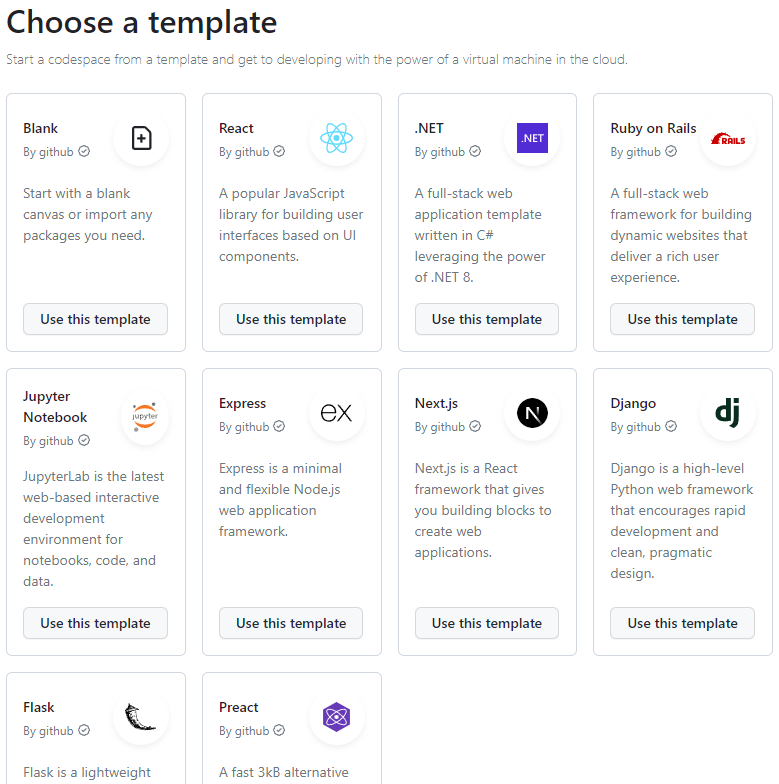 Choose a template
Start a codespace from a template and get to developing with the power of a virtual machine in the cloud.
Blank
By github
Start with a blank
canvas or import any
packages you need.
Use this template
React
By github
A popular JavaScript
library for building user
interfaces based on UI
components.
Use this template
.NET
By github
.NET
A full-stack web
application template
written in C#
leveraging the power
of .NET 8.
Use this template
Ruby on Rails
By github
RAILS
A full-stack web
framework for building
dynamic websites that
deliver a rich user
experience.
Use this template
Jupyter
Notebook
By github
jupyter
JupyterLab is the latest
web-based interactive
development
environment for
notebooks, code, and
data.
Use this template
Express
By github
ex
Express is a minimal
and flexible Node.js
web application
framework.
Use this template
Next.js
By github
N
Next.js is a React
framework that gives
you building blocks to
create web
applications.
Use this template
Django
By github
dj
Django is a high-level
Python web framework
that encourages rapid
development and
clean, pragmatic
design.
Use this template
Flask
By github
Flask is a lightweight
Preact
By github
A fast 3kB alternative